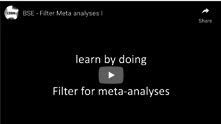 BSE - Filter Meta analyses I
Share
learn by doing
Filter for meta-analyses